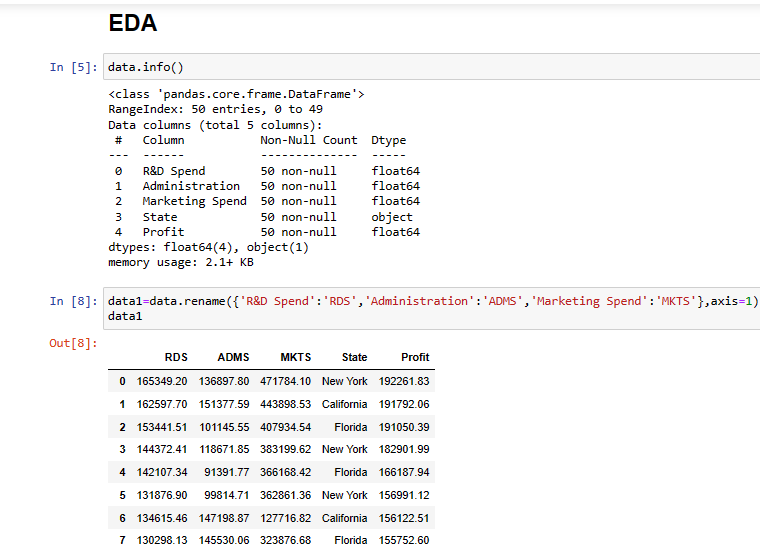 EDA
In [5]: data.info()
<class 'pandas.core.frame.DataFrame'>
RangeIndex: 50 entries, 0 to 49
Data columns (total 5 columns):
 #   Column           Non-Null Count  Dtype
---  ------           --------------  -----
 0   R&D Spend        50 non-null     float64
 1   Administration   50 non-null     float64
 2   Marketing Spend  50 non-null     float64
 3   State            50 non-null     object
 4   Profit           50 non-null     float64
dtypes: float64(4), object(1)
memory usage: 2.1+ KB
In [8]: data1=data.rename({'R&D Spend':'RDS','Administration':'ADMS','Marketing Spend':'MKTS'},axis=1)
data1
Out[8]:
RDS ADMS MKTS State Profit
0 165349.20 136897.80 471784.10 New York 192261.83
1 162597.70 151377.59 443898.53 California 191792.06
2 153441.51 101145.55 407934.54 Florida 191050.39
3 144372.41 118671.85 383199.62 New York 182901.99
4 142107.34 91391.77 366168.42 Florida 166187.94
5 131876.90 99814.71 362861.36 New York 156991.12
6 134615.46 147198.87 127716.82 California 156122.51
7 130298.13 145530.06 323876.68 Florida 155752.60